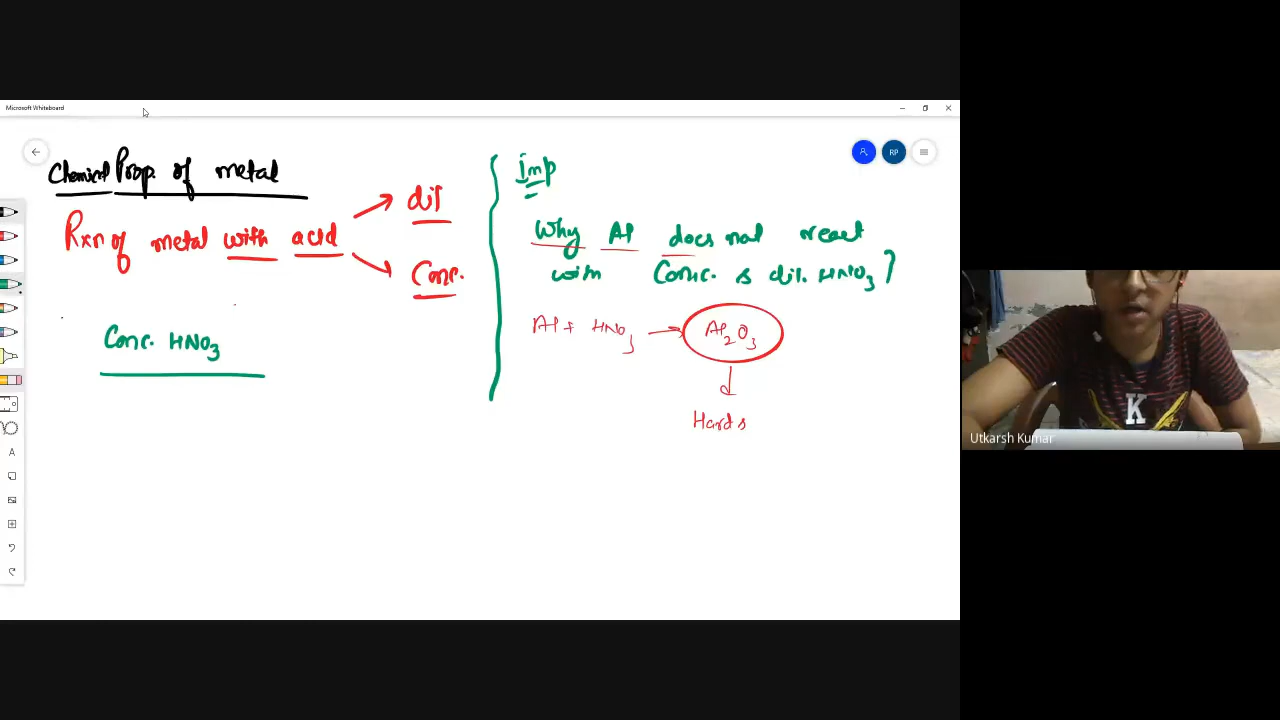 Microsoft Whiteboard
Chemical Prop. of metal
Rxn of metal with acid
dil
Conc.
Conc. HNO3
Imp
Why Al does not react
with Conc. & dil. HNO3?
Al + HNO3 → Al2O3
Hard &
RP
A
K
Utkarsh Kumar